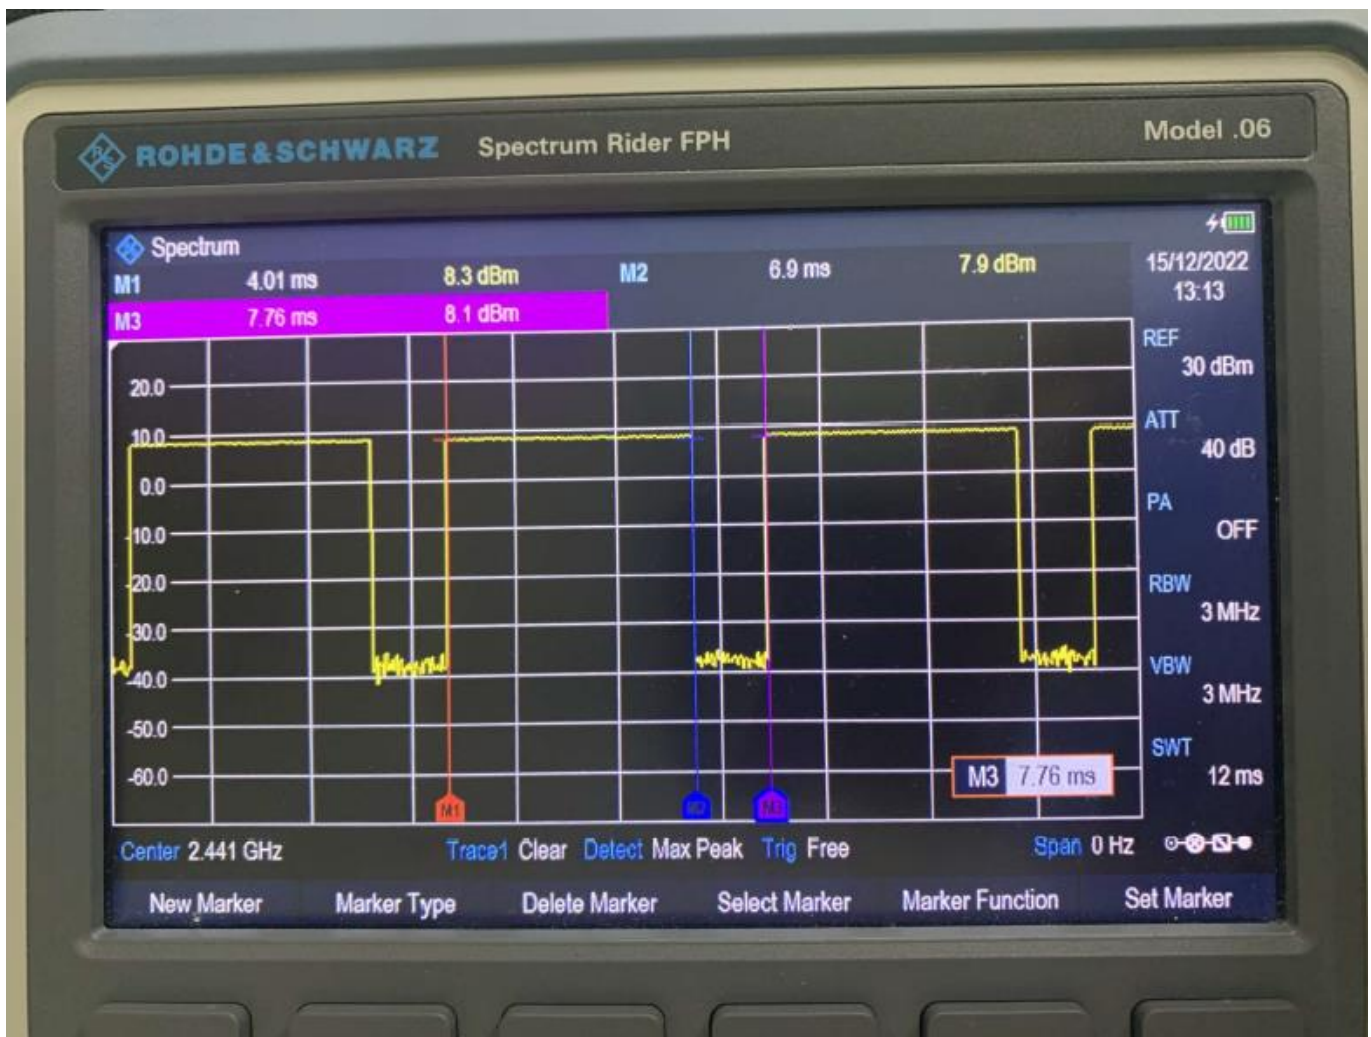 ROHDE&SCHWARZ Spectrum Rider FPH Model .06
Spectrum
M1 4.01 ms 8.3 dBm M2 6.9 ms 7.9 dBm
M3 7.76 ms 8.1 dBm
15/12/2022
13:13
REF
30 dBm
ATT
40 dB
PA
OFF
RBW
3 MHz
VBW
3 MHz
SWT
12 ms
20.0
10.0
0.0
-10.0
-20.0
-30.0
-40.0
-50.0
-60.0
M3 7.76 ms
M1 M2 M3
Center 2.441 GHz Trace1 Clear Detect Max Peak Trig Free Span 0 Hz
New Marker Marker Type Delete Marker Select Marker Marker Function Set Marker